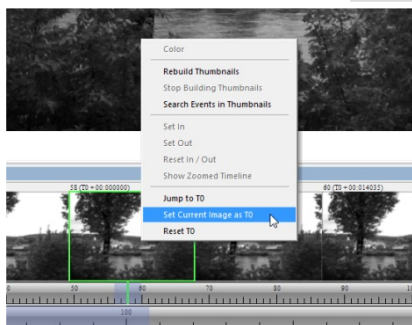 Color
Rebuild Thumbnails
Stop Building Thumbnails
Search Events in Thumbnails
Set In
Set Out
Reset In / Out
Show Zoomed Timeline
Jump to T0
Set Current Image as T0
Reset T0
58 (T0 + 00:000000)
60 (T0 + 00:014035)
50 60 70 80 90
100